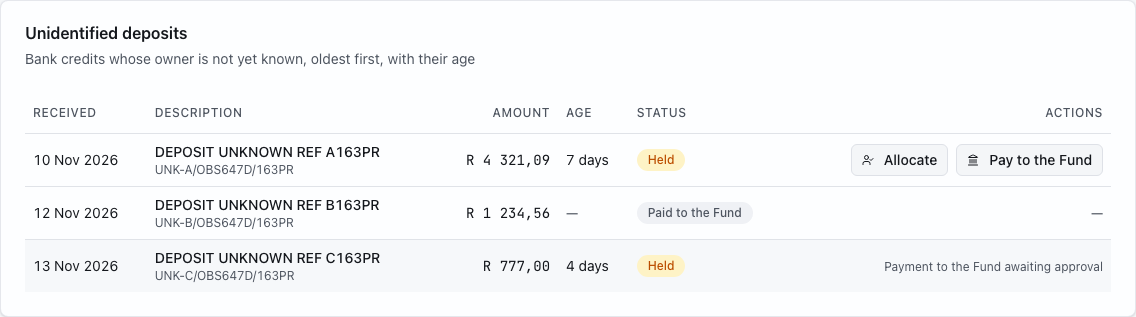 Unidentified deposits
Bank credits whose owner is not yet known, oldest first, with their age
RECEIVED DESCRIPTION AMOUNT AGE STATUS ACTIONS
10 Nov 2026 DEPOSIT UNKNOWN REF A163PR R 4 321,09 7 days Held Allocate Pay to the Fund
UNK-A/OBS647D/163PR
12 Nov 2026 DEPOSIT UNKNOWN REF B163PR R 1 234,56 — Paid to the Fund —
UNK-B/OBS647D/163PR
13 Nov 2026 DEPOSIT UNKNOWN REF C163PR R 777,00 4 days Held Payment to the Fund awaiting approval
UNK-C/OBS647D/163PR